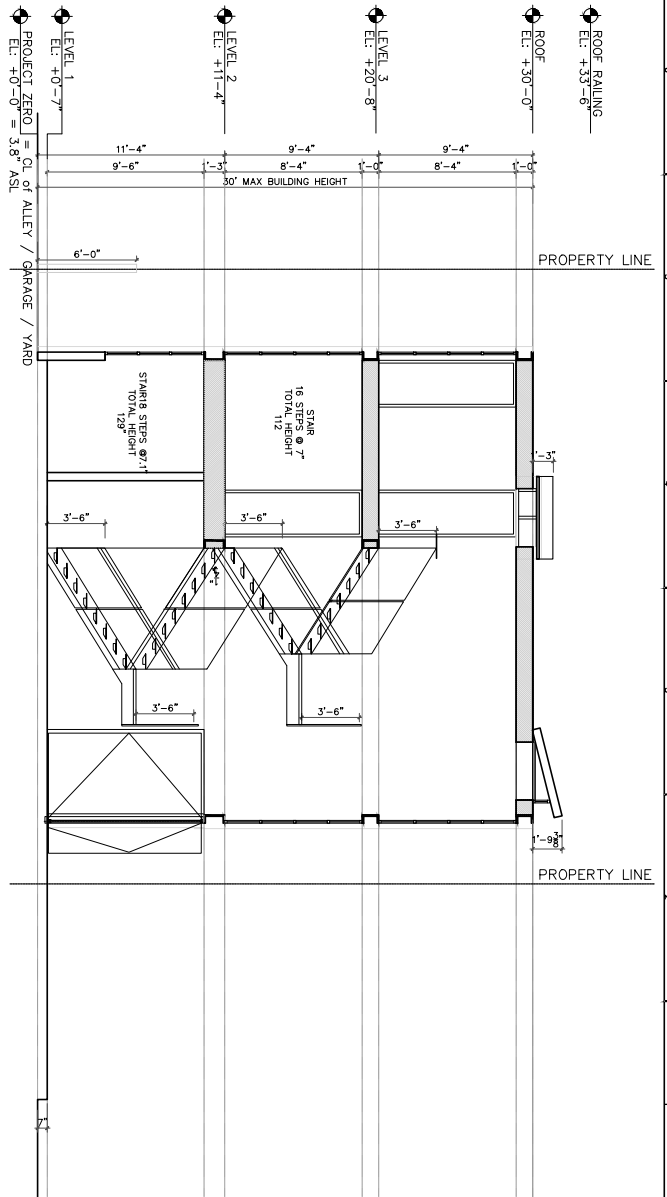 ROOF RAILING
EL: +33'-6"
ROOF
EL: +30'-0"
LEVEL 3
EL: +20'-8"
LEVEL 2
EL: +11-4"
LEVEL 1
EL: +0'-7"
PROJECT ZERO = CL of ALLEY / GARAGE / YARD
EL: +0'-0" = 3.8" ASL
11'-4"
9'-4"
9'-4"
9'-6"
'-3"
8'-4"
1'-0"
8'-4"
1'-0"
30' MAX BUILDING HEIGHT
6'-0"
PROPERTY LINE
STAIR18 STEPS @7.1"
TOTAL HEIGHT
129"
STAIR
16 STEPS @ 7"
TOTAL HEIGHT
112
'-3"
3'-6"
3'-6"
3'-6"
3'-6"
3'-6"
1'-9 3/8"
PROPERTY LINE
7"